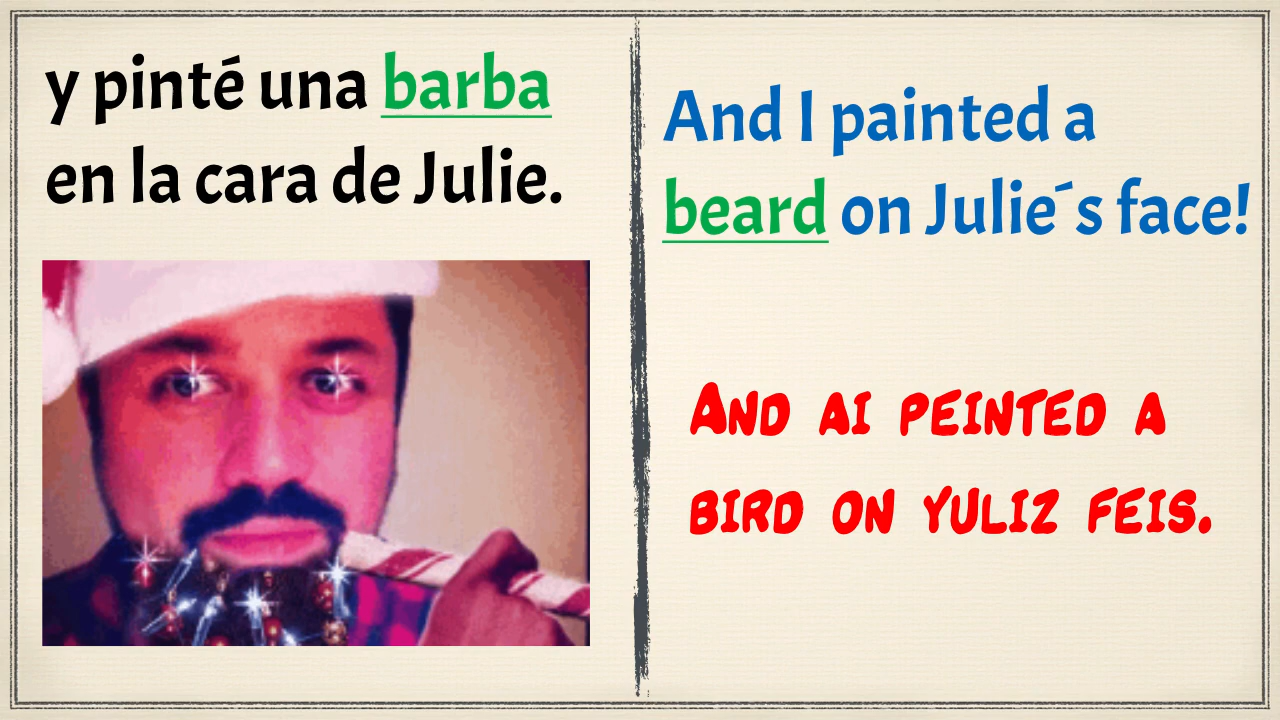 y pinté una barba
en la cara de Julie.
And I painted a
beard on Julie´s face!
And ai peinted a
bird on yuliz feis.